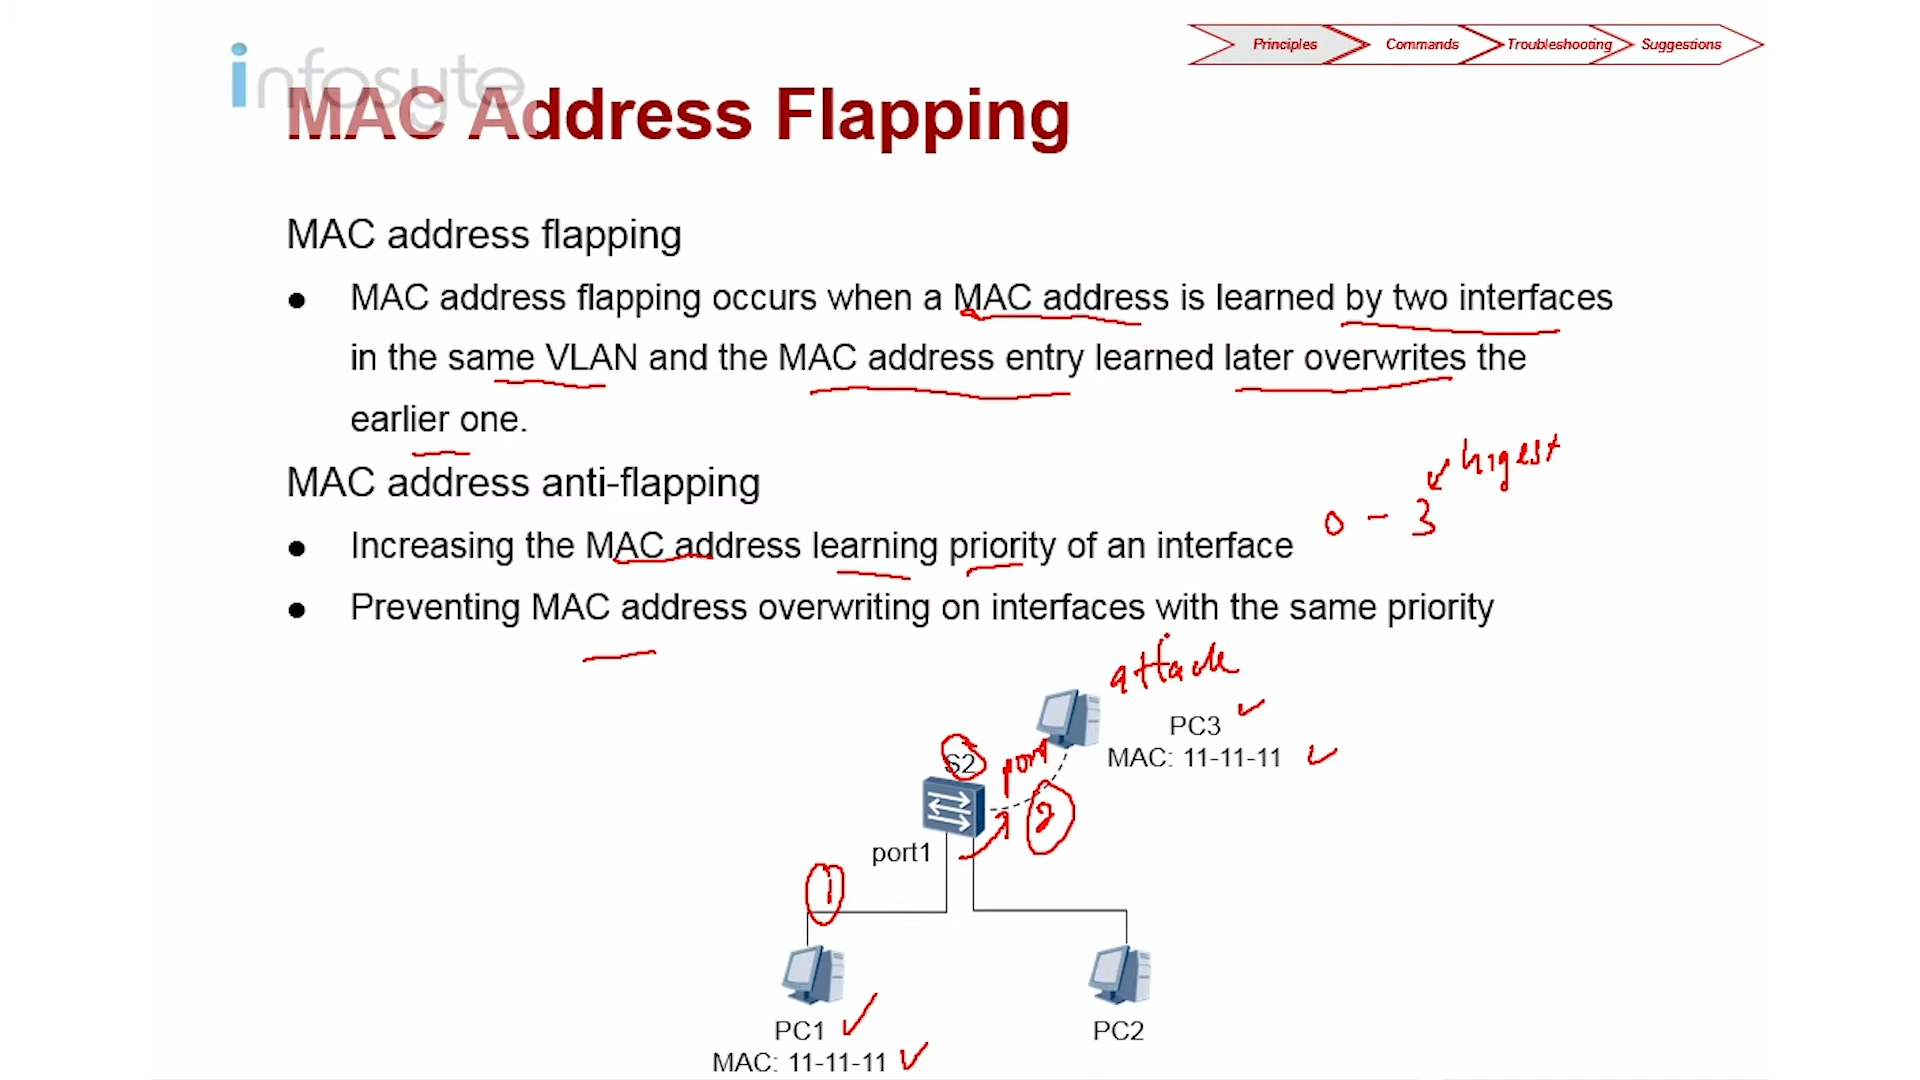 Principles
Commands
Troubleshooting
Suggestions
infosyte
MAC Address Flapping
MAC address flapping
● MAC address flapping occurs when a MAC address is learned by two interfaces
in the same VLAN and the MAC address entry learned later overwrites the
earlier one.
higest
MAC address anti-flapping
0 - 3
● Increasing the MAC address learning priority of an interface
● Preventing MAC address overwriting on interfaces with the same priority
attack
PC3
S2
port
MAC: 11-11-11
2
port1
1
PC1
PC2
MAC: 11-11-11